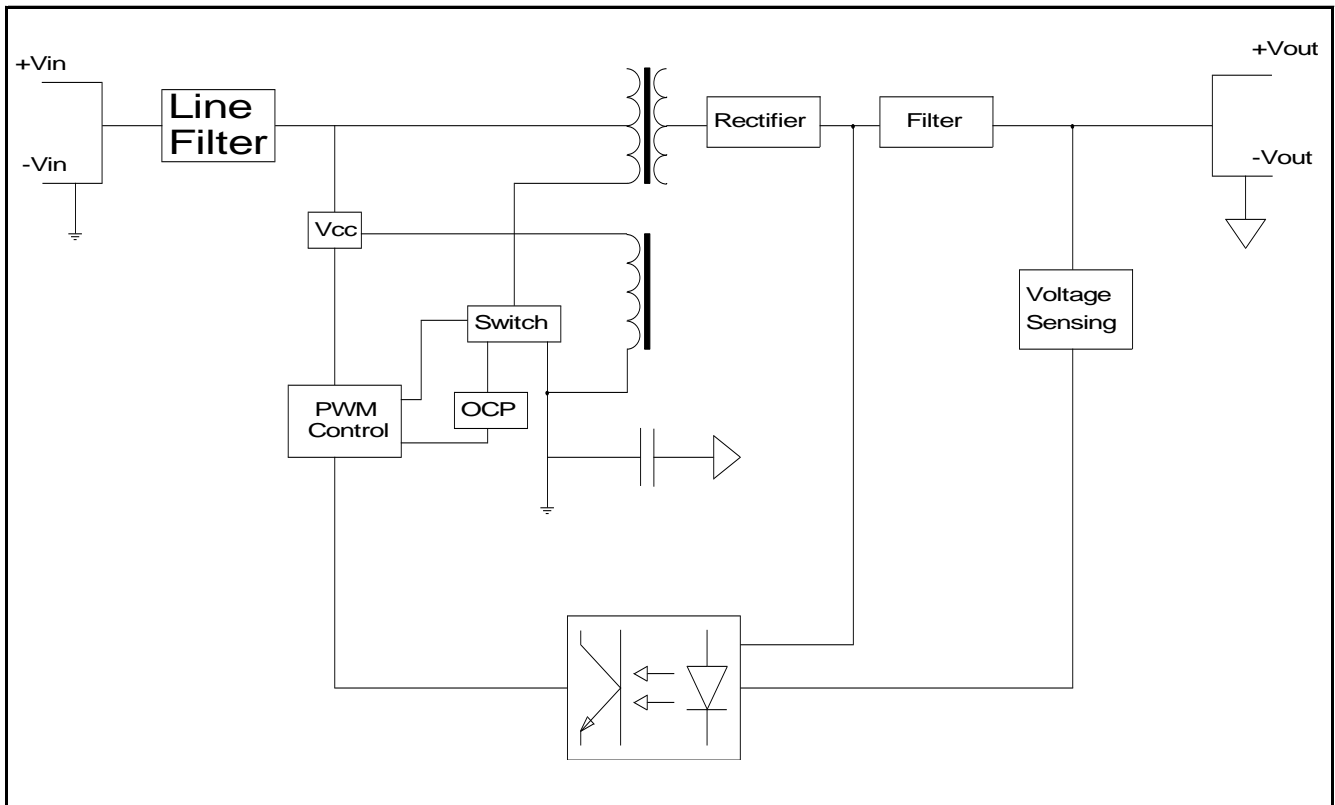 +Vin
+Vout
Line
Filter
Rectifier
Filter
-Vin
-Vout
Vcc
Voltage
Sensing
Switch
PWM
Control
OCP